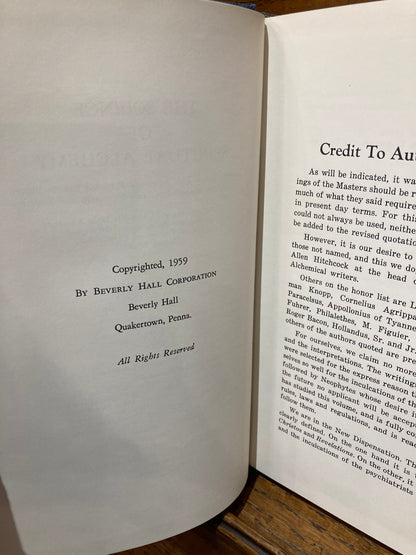 Copyrighted, 1959
BY BEVERLY HALL CORPORATION
Beverly Hall
Quakertown, Penna.
All Rights Reserved
Credit To Au
As will be indicated, it wa
ings of the Masters should be r
much of what they said require
in present day terms. For thi
could not always be used, neither
be added to the revised quotation
However, it is our desire to
those not named, and this we do
Allen Hitchcock at the head o
Alchemical writers.
Others on the honor list are L
man Knopp, Cornelius Agrippa
Paracelsus, Appolonius of Tyann
Fuhrer, Philalethes, M. Figuier,
Roger Bacon, Hollandus, Sr. and Jr.
others of the authors quoted are pre
For ourselves, we claim no more
and the interpretations. The writing
were selected for the express reason t
selves so well for the inculcations of th
followed by Neophytes whose desire i
the future no applicant will be accep
has studied this volume, and is fully co
rules, laws and regulations, and is read
follow them.
We are in the New Dispensation. Th
clearly defined. On the one hand it is
Christos and Revelations. On the other, it
and the inculcations of the psychiatrists